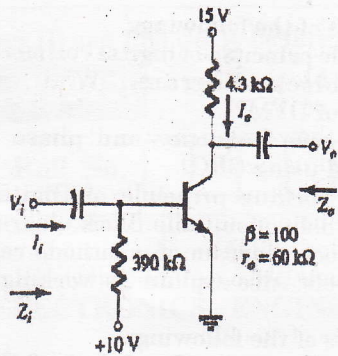 15 V
4.3 kΩ
I_o
V_o
V_i
I_i
Z_o
β = 100
r_o = 60 kΩ
390 kΩ
Z_i
+10 V